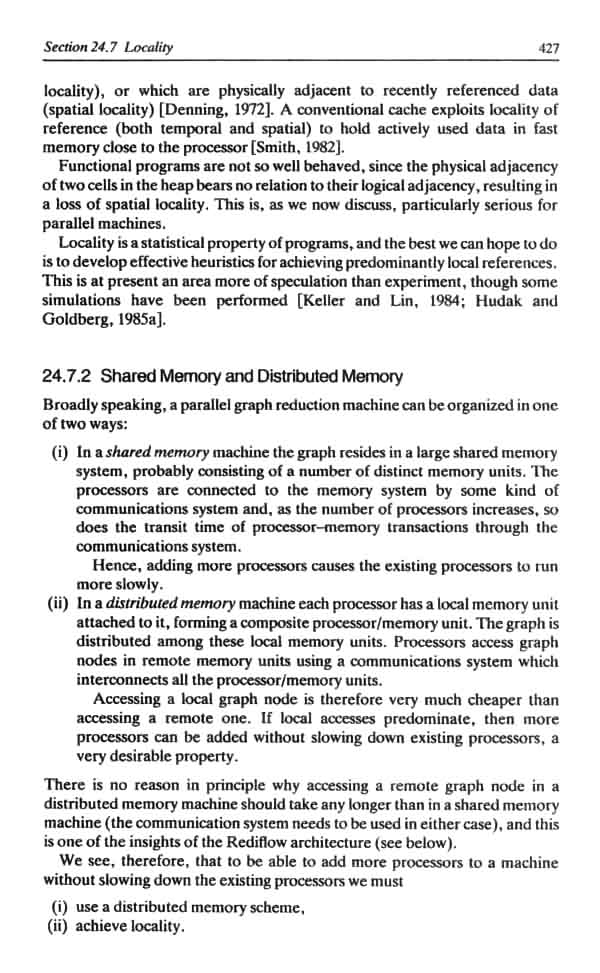 Section 24.7 Locality 427
locality), or which are physically adjacent to recently referenced data
(spatial locality) [Denning, 1972]. A conventional cache exploits locality of
reference (both temporal and spatial) to hold actively used data in fast
memory close to the processor [Smith, 1982].
Functional programs are not so well behaved, since the physical adjacency
of two cells in the heap bears no relation to their logical adjacency, resulting in
a loss of spatial locality. This is, as we now discuss, particularly serious for
parallel machines.
Locality is a statistical property of programs, and the best we can hope to do
is to develop effective heuristics for achieving predominantly local references.
This is at present an area more of speculation than experiment, though some
simulations have been performed [Keller and Lin, 1984; Hudak and
Goldberg, 1985a].
24.7.2 Shared Memory and Distributed Memory
Broadly speaking, a parallel graph reduction machine can be organized in one
of two ways:
(i) In a shared memory machine the graph resides in a large shared memory
system, probably consisting of a number of distinct memory units. The
processors are connected to the memory system by some kind of
communications system and, as the number of processors increases, so
does the transit time of processor–memory transactions through the
communications system.
Hence, adding more processors causes the existing processors to run
more slowly.
(ii) In a distributed memory machine each processor has a local memory unit
attached to it, forming a composite processor/memory unit. The graph is
distributed among these local memory units. Processors access graph
nodes in remote memory units using a communications system which
interconnects all the processor/memory units.
Accessing a local graph node is therefore very much cheaper than
accessing a remote one. If local accesses predominate, then more
processors can be added without slowing down existing processors, a
very desirable property.
There is no reason in principle why accessing a remote graph node in a
distributed memory machine should take any longer than in a shared memory
machine (the communication system needs to be used in either case), and this
is one of the insights of the Rediflow architecture (see below).
We see, therefore, that to be able to add more processors to a machine
without slowing down the existing processors we must
(i) use a distributed memory scheme,
(ii) achieve locality.